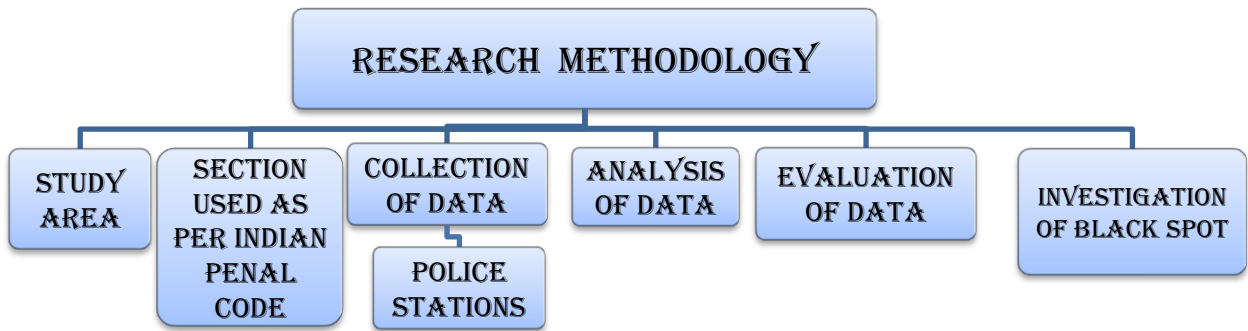 RESEARCH METHODOLOGY
STUDY
AREA
SECTION
USED AS
PER INDIAN
PENAL
CODE
COLLECTION
OF DATA
POLICE
STATIONS
ANALYSIS
OF DATA
EVALUATION
OF DATA
INVESTIGATION
OF BLACK SPOT